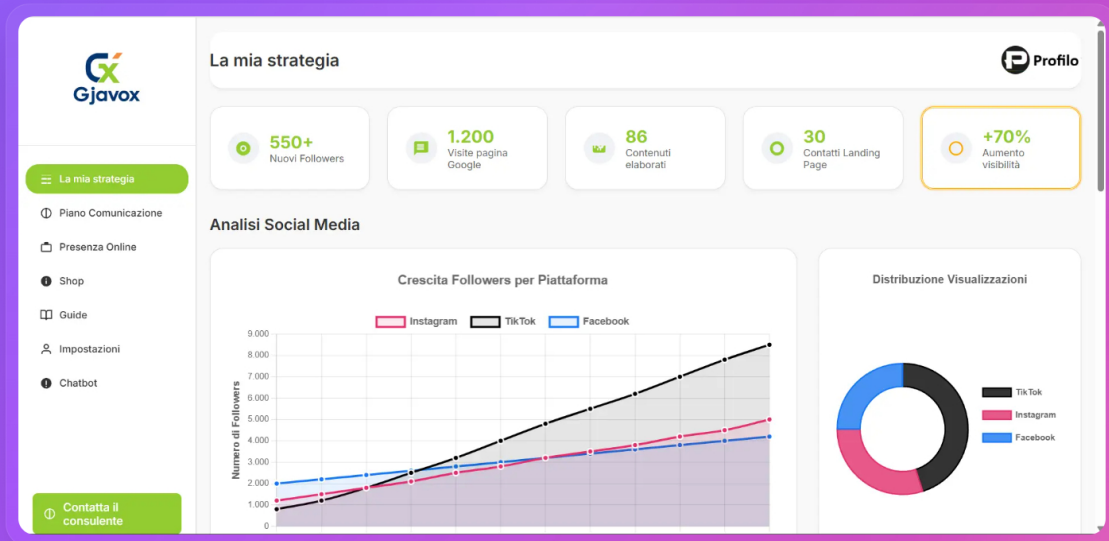 Gjavox
La mia strategia
Piano Comunicazione
Presenza Online
Shop
Guide
Impostazioni
Chatbot
Contatta il
consulente
La mia strategia
Profilo
550+
Nuovi Followers
1.200
Visite pagina
Google
86
Contenuti
elaborati
30
Contatti Landing
Page
+70%
Aumento
visibilità
Analisi Social Media
Crescita Followers per Piattaforma
Instagram
TikTok
Facebook
Numero di Followers
9.000
8.000
7.000
6.000
5.000
4.000
3.000
2.000
1.000
0
Distribuzione Visualizzazioni
TikTok
Instagram
Facebook